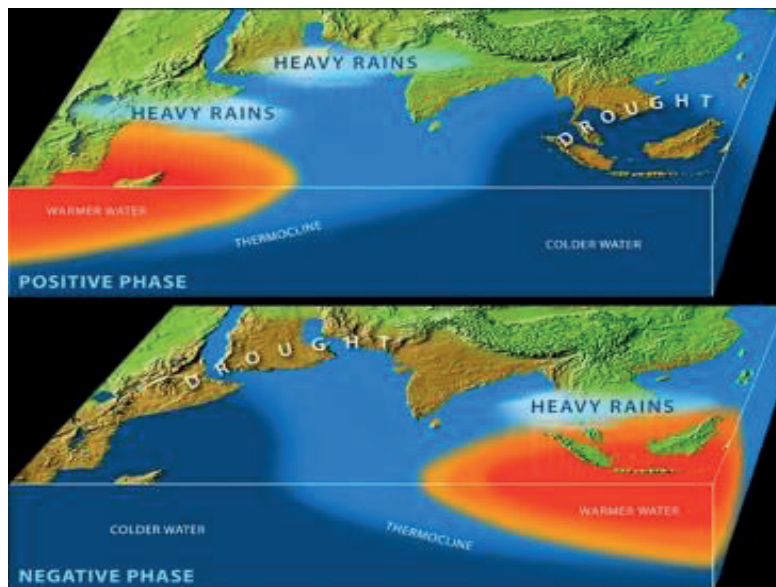 HEAVY RAINS
HEAVY RAINS
DROUGHT
WARMER WATER
THERMOCLINE
COLDER WATER
POSITIVE PHASE
DROUGHT
HEAVY RAINS
WARMER WATER
COLDER WATER
THERMOCLINE
NEGATIVE PHASE